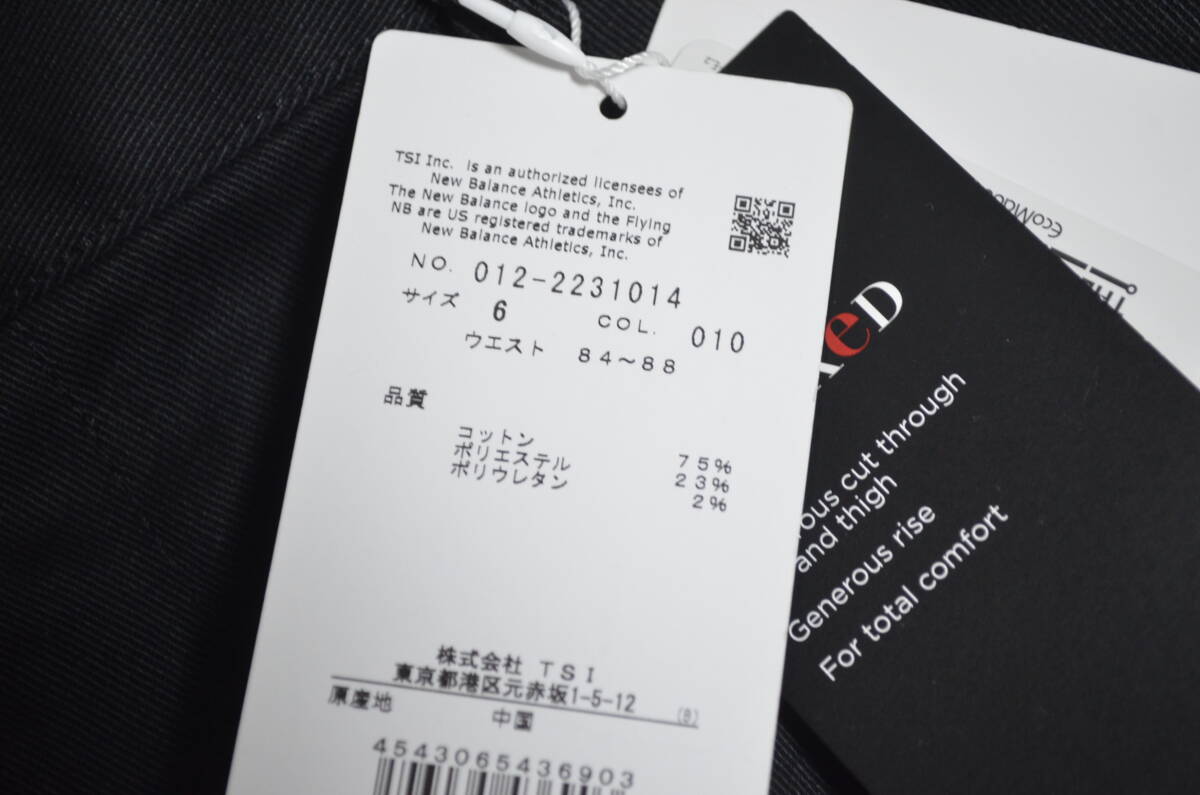 TSI Inc. is an authorized licensees of
New Balance Athletics, Inc.
The New Balance logo and the Flying
NB are US registered trademarks of
New Balance Athletics, Inc.
NO. 012-2231014
サイズ 6 COL. 010
ウエスト 84～88
品質
コットン 75%
ポリエステル 23%
ポリウレタン 2%
株式会社 TSI
東京都港区元赤坂1-5-12 (B)
原産地 中国
4543065436903
cut through
and thigh
Generous rise
For total comfort